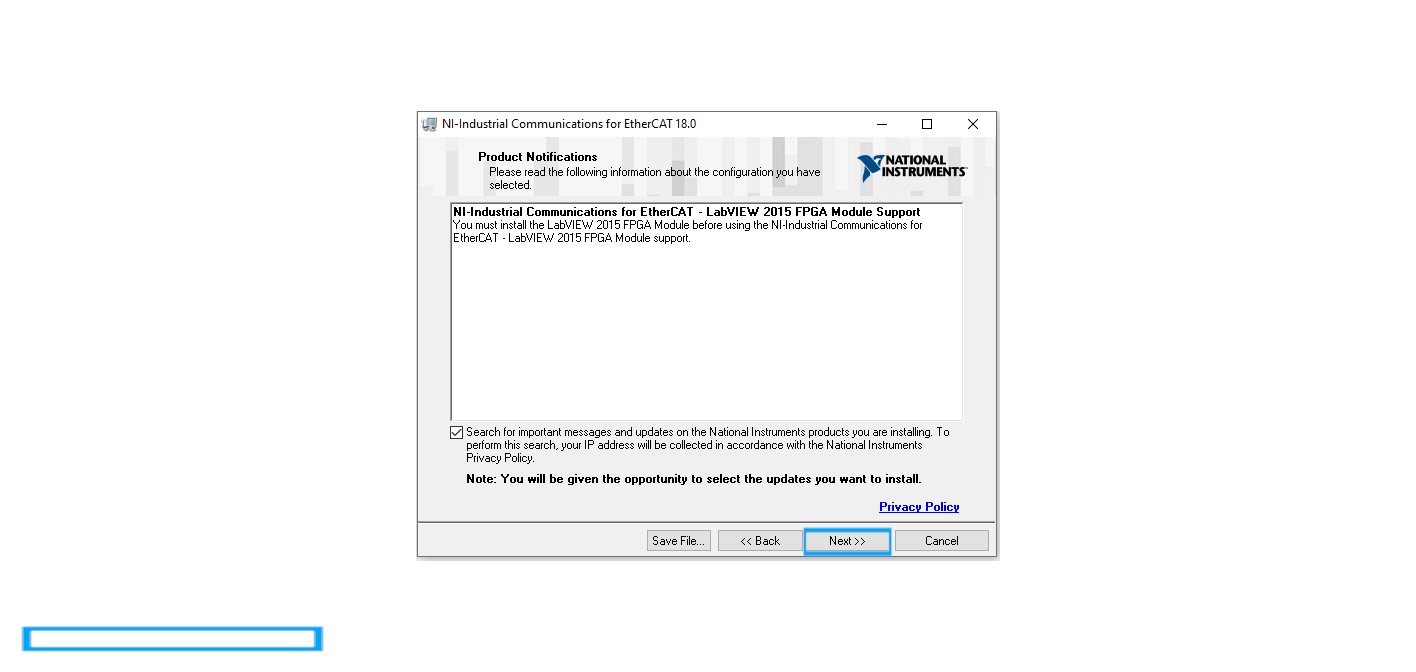 NI-Industrial Communications for EtherCAT 18.0
Product Notifications
Please read the following information about the configuration you have
selected.
NATIONAL
INSTRUMENTS
NI-Industrial Communications for EtherCAT - LabVIEW 2015 FPGA Module Support
You must install the LabVIEW 2015 FPGA Module before using the NI-Industrial Communications for
EtherCAT - LabVIEW 2015 FPGA Module support.
Search for important messages and updates on the National Instruments products you are installing. To
perform this search, your IP address will be collected in accordance with the National Instruments
Privacy Policy.
Note: You will be given the opportunity to select the updates you want to install.
Privacy Policy
Save File... << Back Next >> Cancel